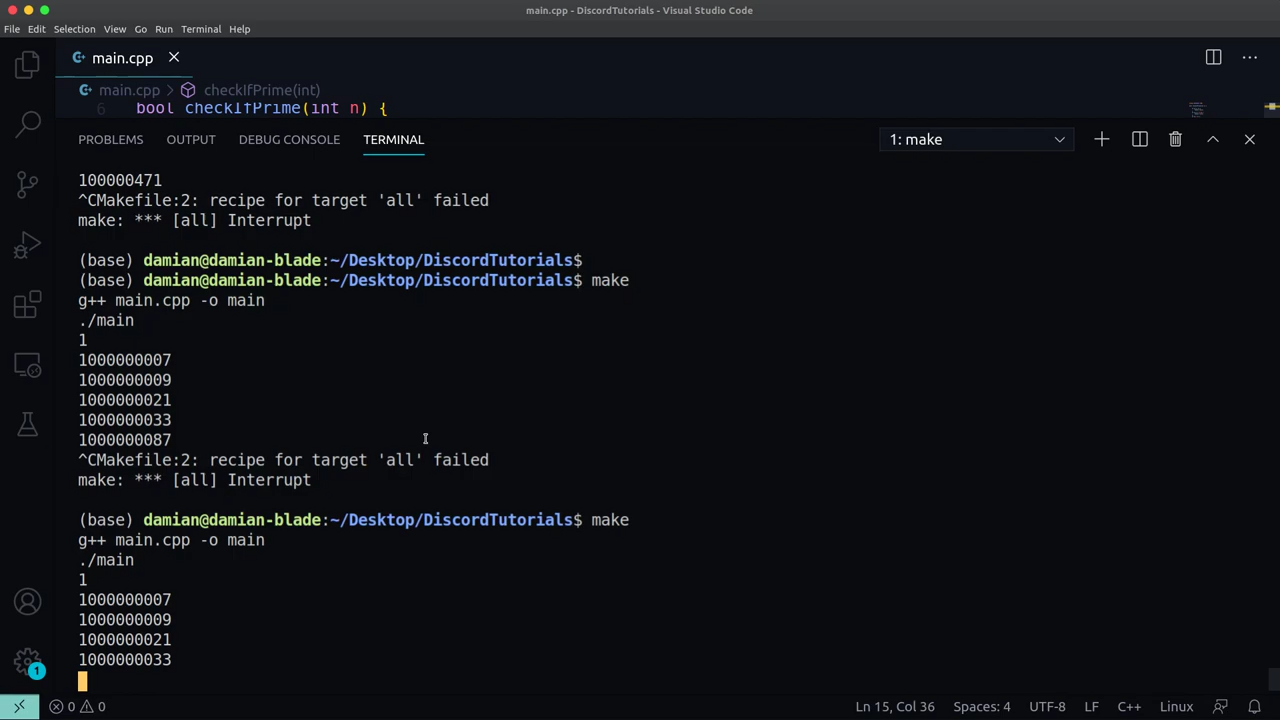 main.cpp - DiscordTutorials - Visual Studio Code
File Edit Selection View Go Run Terminal Help
main.cpp
main.cpp > checkIfPrime(int)
6 bool checkIfPrime(int n) {
PROBLEMS OUTPUT DEBUG CONSOLE TERMINAL 1: make
100000471
^CMakefile:2: recipe for target 'all' failed
make: *** [all] Interrupt
(base) damian@damian-blade:~/Desktop/DiscordTutorials$
(base) damian@damian-blade:~/Desktop/DiscordTutorials$ make
g++ main.cpp -o main
./main
1
1000000007
1000000009
1000000021
1000000033
1000000087
^CMakefile:2: recipe for target 'all' failed
make: *** [all] Interrupt
(base) damian@damian-blade:~/Desktop/DiscordTutorials$ make
g++ main.cpp -o main
./main
1
1000000007
1000000009
1000000021
1000000033
1
0 0 Ln 15, Col 36 Spaces: 4 UTF-8 LF C++ Linux